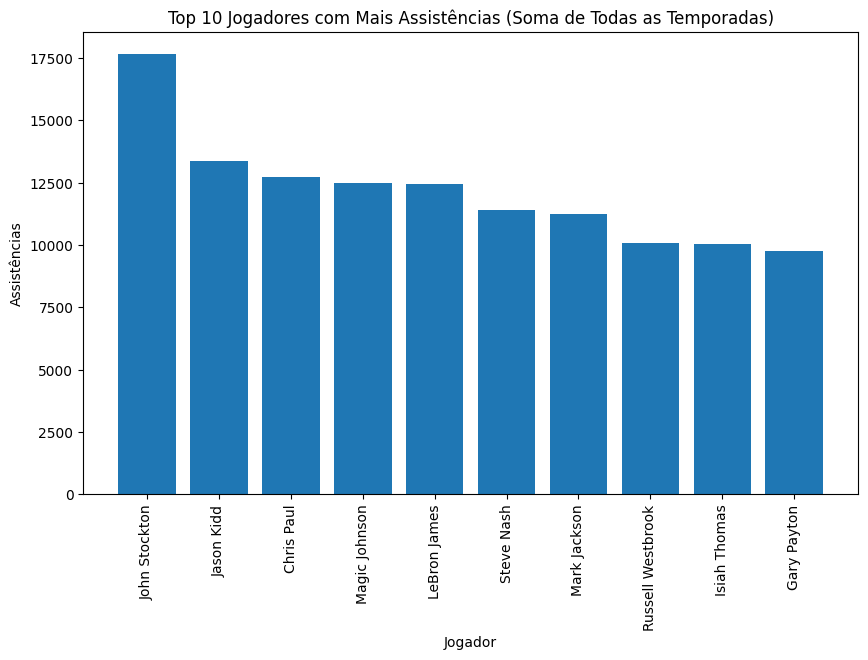 Top 10 Jogadores com Mais Assistências (Soma de Todas as Temporadas)
Assistências
17500
15000
12500
10000
7500
5000
2500
0
John Stockton
Jason Kidd
Chris Paul
Magic Johnson
LeBron James
Steve Nash
Mark Jackson
Russell Westbrook
Isiah Thomas
Gary Payton
Jogador